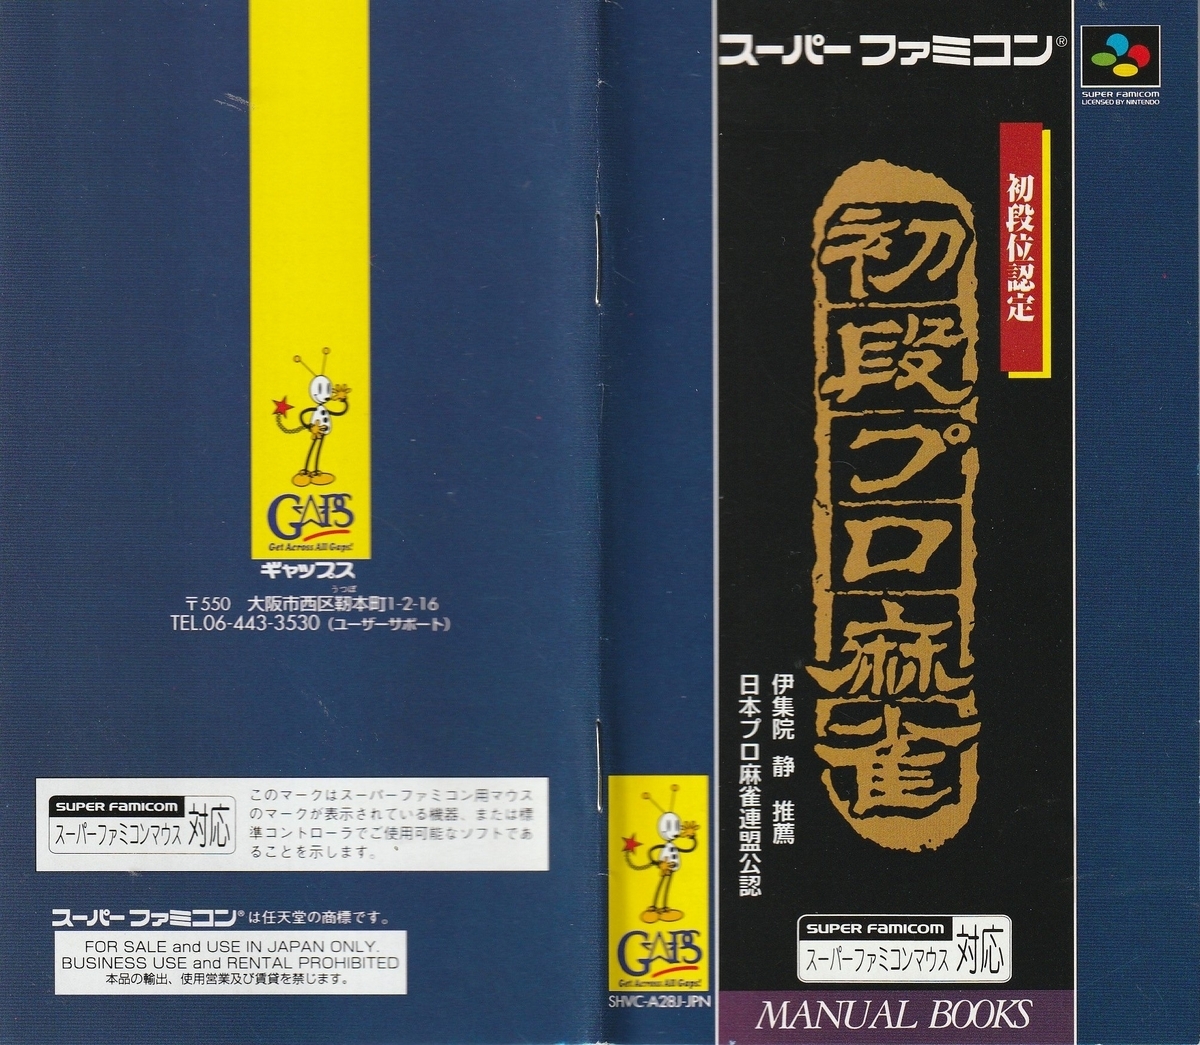 GAPS
Get Across All Gaps!
ギャップス
うつぼ
〒550 大阪市西区靭本町1-2-16
TEL.06-443-3530 (ユーザーサポート)
SUPER FAMICOM
スーパーファミコンマウス 対応
このマークはスーパーファミコン用マウス
のマークが表示されている機器、または標
準コントローラでご使用可能なソフトであ
ることを示します。
スーパーファミコン®は任天堂の商標です。
FOR SALE and USE IN JAPAN ONLY.
BUSINESS USE and RENTAL PROHIBITED
本品の輸出、使用営業及び賃貸を禁じます。
GAPS
Get Across All Gaps!
SHVC-A28J-JPN
スーパーファミコン®
SUPER FAMICOM
LICENSED BY NINTENDO
初段位認定
初段プロ麻雀
伊集院 静 推薦
日本プロ麻雀連盟公認
SUPER FAMICOM
スーパーファミコンマウス 対応
MANUAL BOOKS